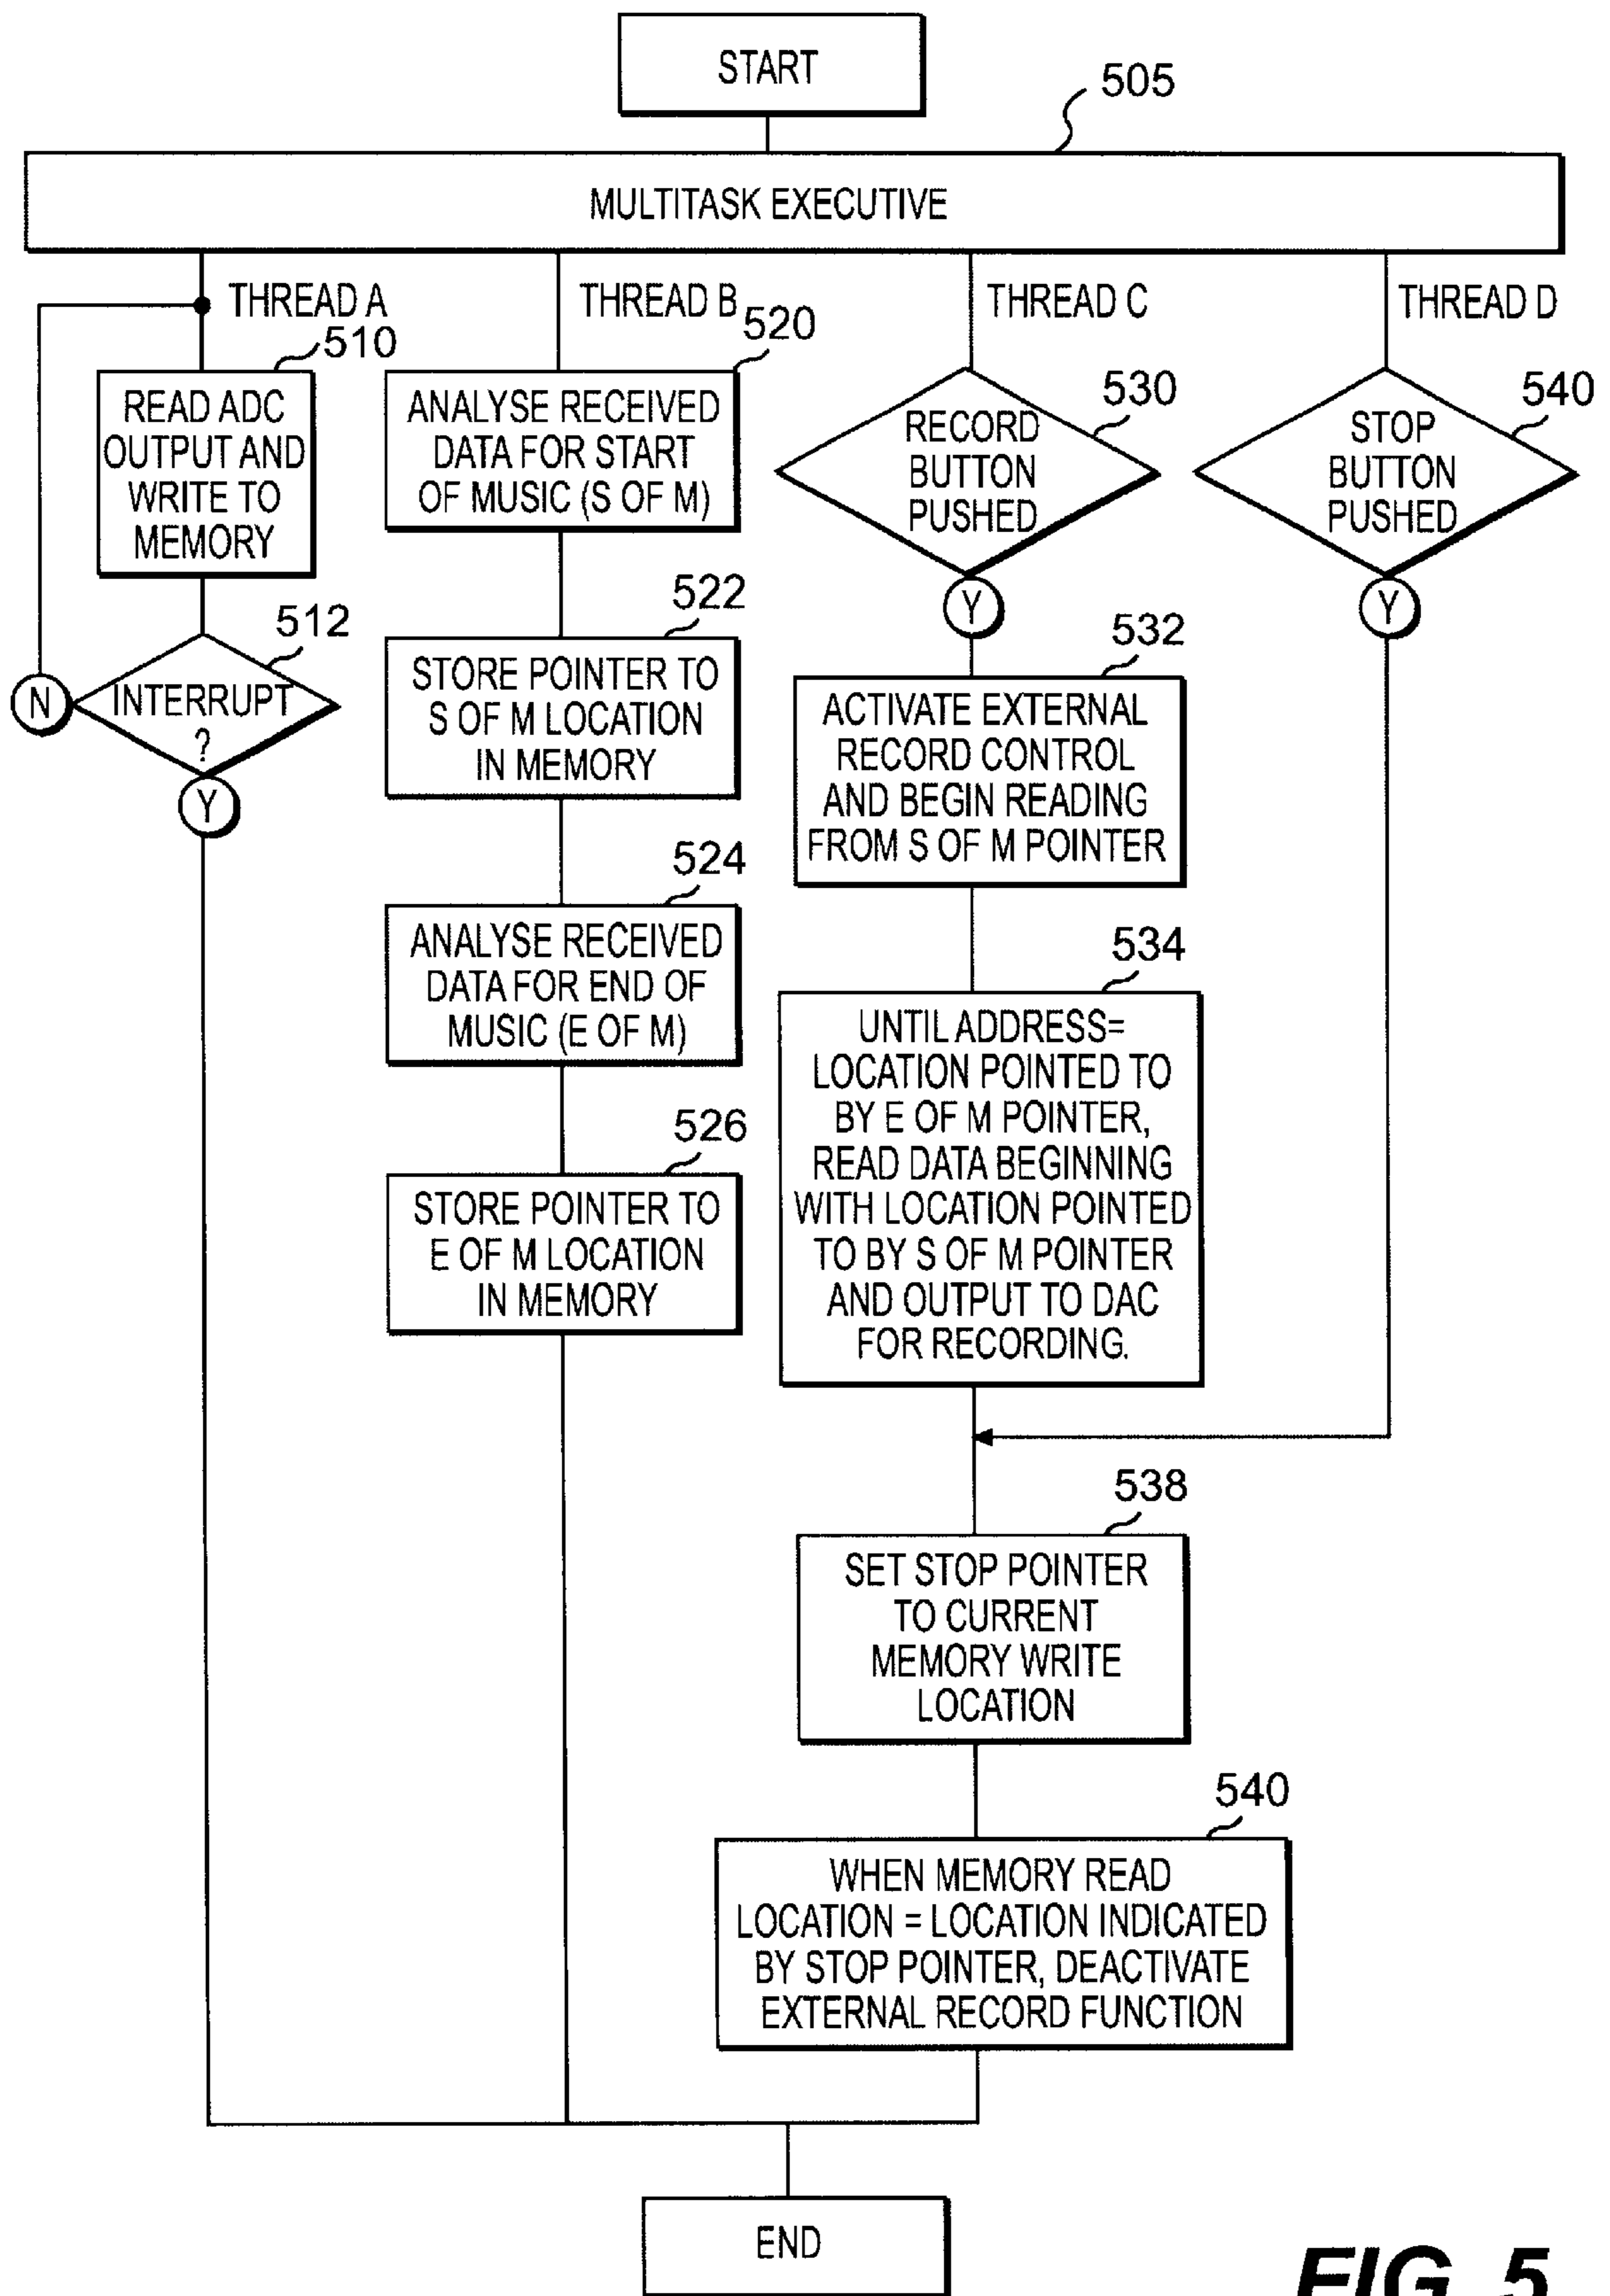 START
505
MULTITASK EXECUTIVE
THREAD A
THREAD B
THREAD C
THREAD D
510
READ ADC
OUTPUT AND
WRITE TO
MEMORY
512
INTERRUPT
?
N
Y
520
ANALYSE RECEIVED
DATA FOR START
OF MUSIC (S OF M)
522
STORE POINTER TO
S OF M LOCATION
IN MEMORY
524
ANALYSE RECEIVED
DATA FOR END OF
MUSIC (E OF M)
526
STORE POINTER TO
E OF M LOCATION
IN MEMORY
530
RECORD
BUTTON
PUSHED
Y
532
ACTIVATE EXTERNAL
RECORD CONTROL
AND BEGIN READING
FROM S OF M POINTER
534
UNTIL ADDRESS=
LOCATION POINTED TO
BY E OF M POINTER,
READ DATA BEGINNING
WITH LOCATION POINTED
TO BY S OF M POINTER
AND OUTPUT TO DAC
FOR RECORDING.
540
STOP
BUTTON
PUSHED
Y
538
SET STOP POINTER
TO CURRENT
MEMORY WRITE
LOCATION
540
WHEN MEMORY READ
LOCATION = LOCATION INDICATED
BY STOP POINTER, DEACTIVATE
EXTERNAL RECORD FUNCTION
END
FIG. 5